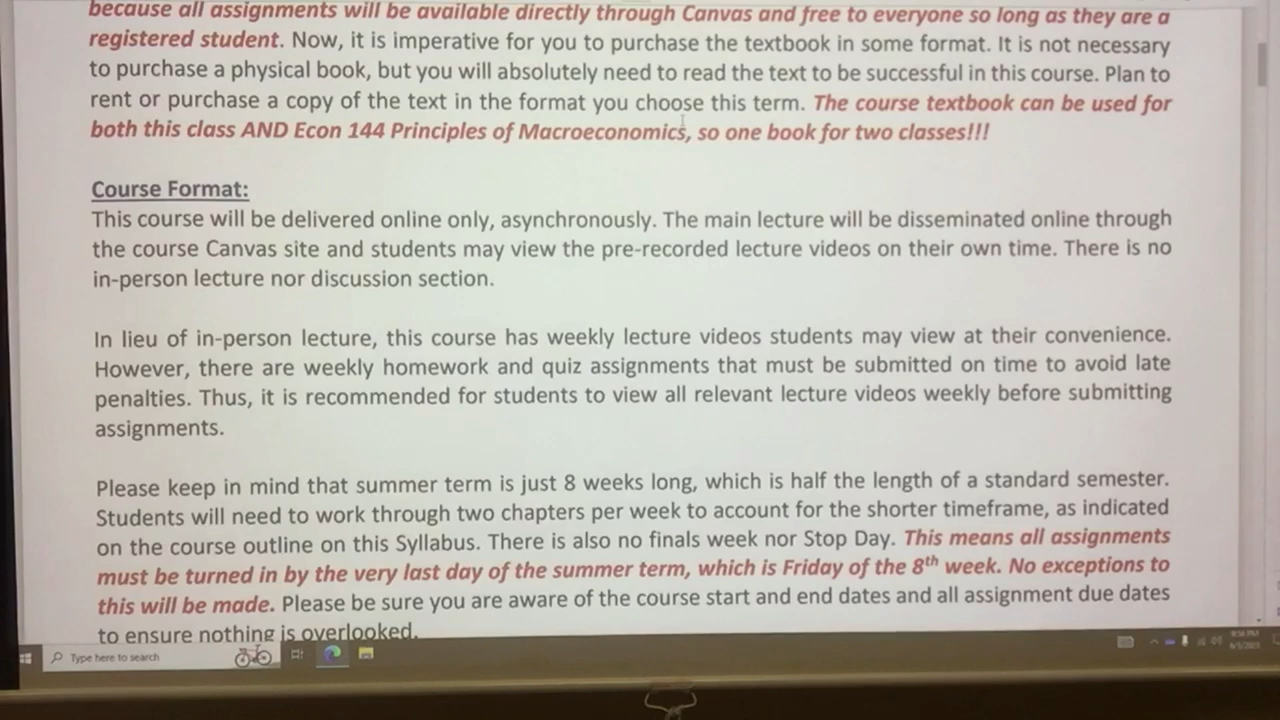 because all assignments will be available directly through Canvas and free to everyone so long as they are a
registered student. Now, it is imperative for you to purchase the textbook in some format. It is not necessary
to purchase a physical book, but you will absolutely need to read the text to be successful in this course. Plan to
rent or purchase a copy of the text in the format you choose this term. The course textbook can be used for
both this class AND Econ 144 Principles of Macroeconomics, so one book for two classes!!!
Course Format:
This course will be delivered online only, asynchronously. The main lecture will be disseminated online through
the course Canvas site and students may view the pre-recorded lecture videos on their own time. There is no
in-person lecture nor discussion section.
In lieu of in-person lecture, this course has weekly lecture videos students may view at their convenience.
However, there are weekly homework and quiz assignments that must be submitted on time to avoid late
penalties. Thus, it is recommended for students to view all relevant lecture videos weekly before submitting
assignments.
Please keep in mind that summer term is just 8 weeks long, which is half the length of a standard semester.
Students will need to work through two chapters per week to account for the shorter timeframe, as indicated
on the course outline on this Syllabus. There is also no finals week nor Stop Day. This means all assignments
must be turned in by the very last day of the summer term, which is Friday of the 8th week. No exceptions to
this will be made. Please be sure you are aware of the course start and end dates and all assignment due dates
to ensure nothing is overlooked.
Type here to search